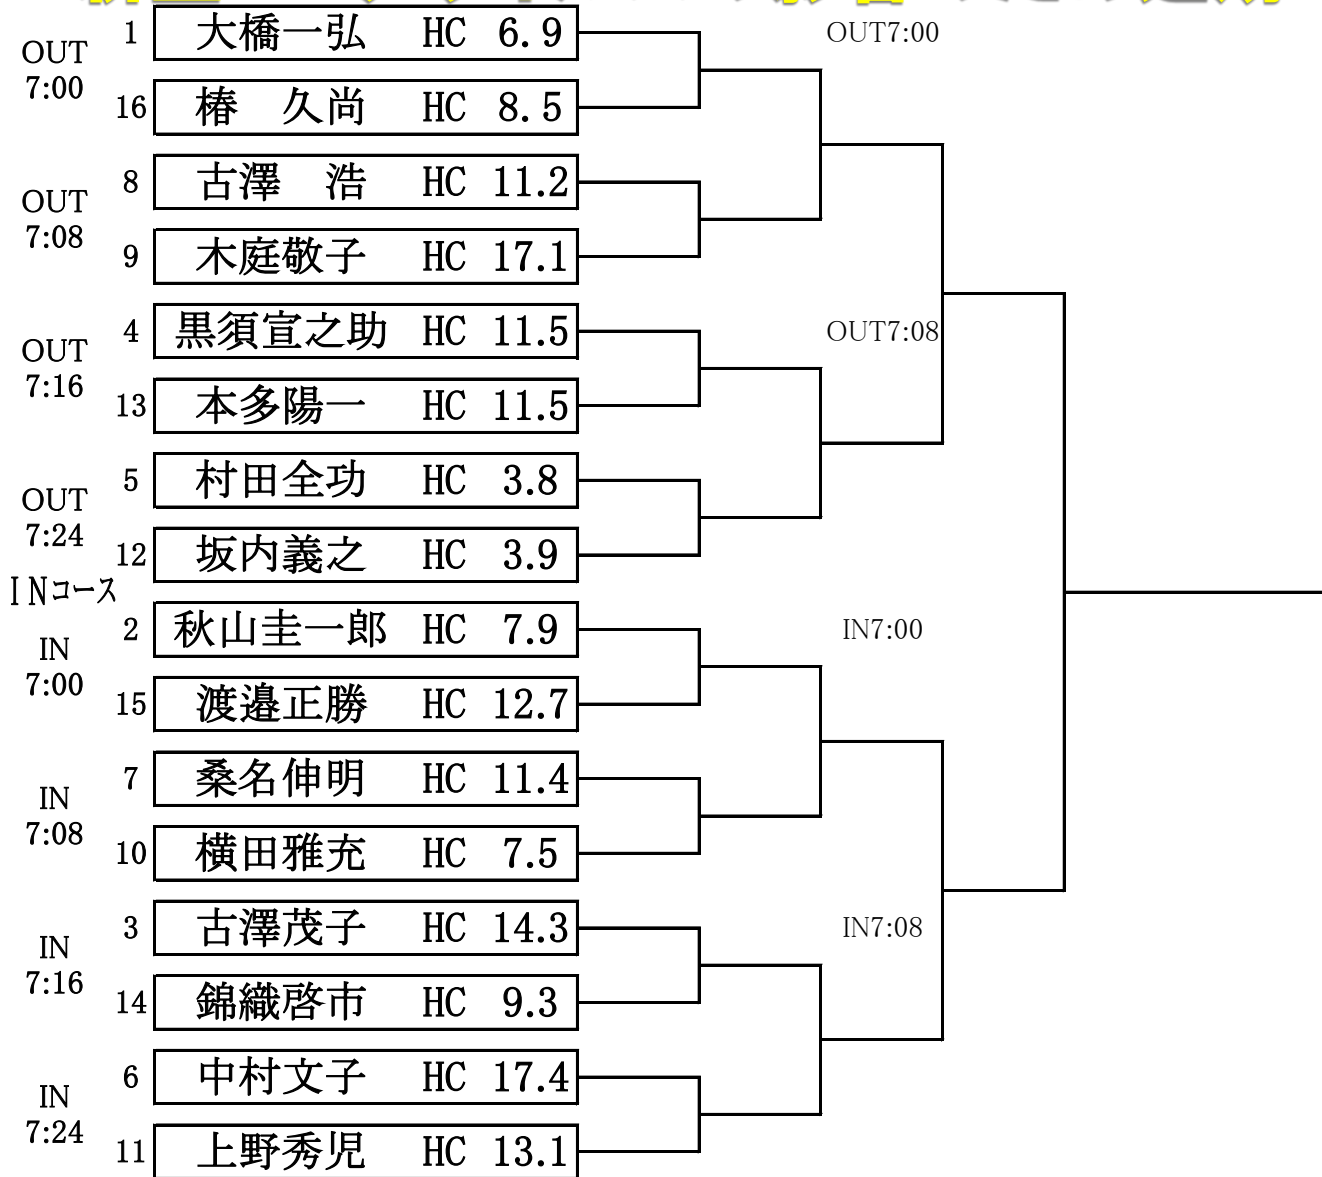 1 大橋一弘 HC 6.9 OUT7:00
OUT
7:00
16 椿 久尚 HC 8.5
8 古澤 浩 HC 11.2
OUT
7:08
9 木庭敬子 HC 17.1
4 黒須宣之助 HC 11.5 OUT7:08
OUT
7:16
13 本多陽一 HC 11.5
5 村田全功 HC 3.8
OUT
7:24
12 坂内義之 HC 3.9
INコース
2 秋山圭一郎 HC 7.9 IN7:00
IN
7:00
15 渡邉正勝 HC 12.7
7 桑名伸明 HC 11.4
IN
7:08
10 横田雅充 HC 7.5
3 古澤茂子 HC 14.3 IN7:08
IN
7:16
14 錦織啓市 HC 9.3
6 中村文子 HC 17.4
IN
7:24
11 上野秀児 HC 13.1